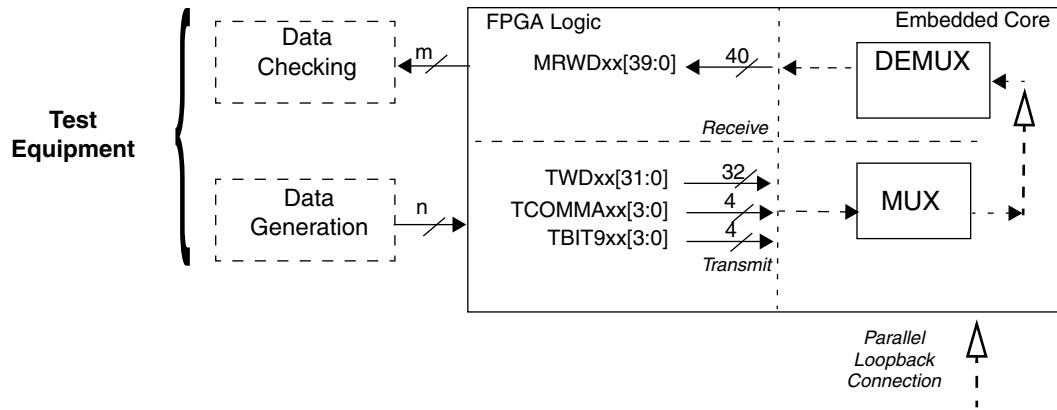 FPGA Logic
Embedded Core
Data
Checking
m
MRWDxx[39:0]
40
DEMUX
Test
Equipment
Receive
Data
Generation
n
TWDxx[31:0]
32
TCOMMAxx[3:0]
4
TBIT9xx[3:0]
4
MUX
Transmit
Parallel
Loopback
Connection